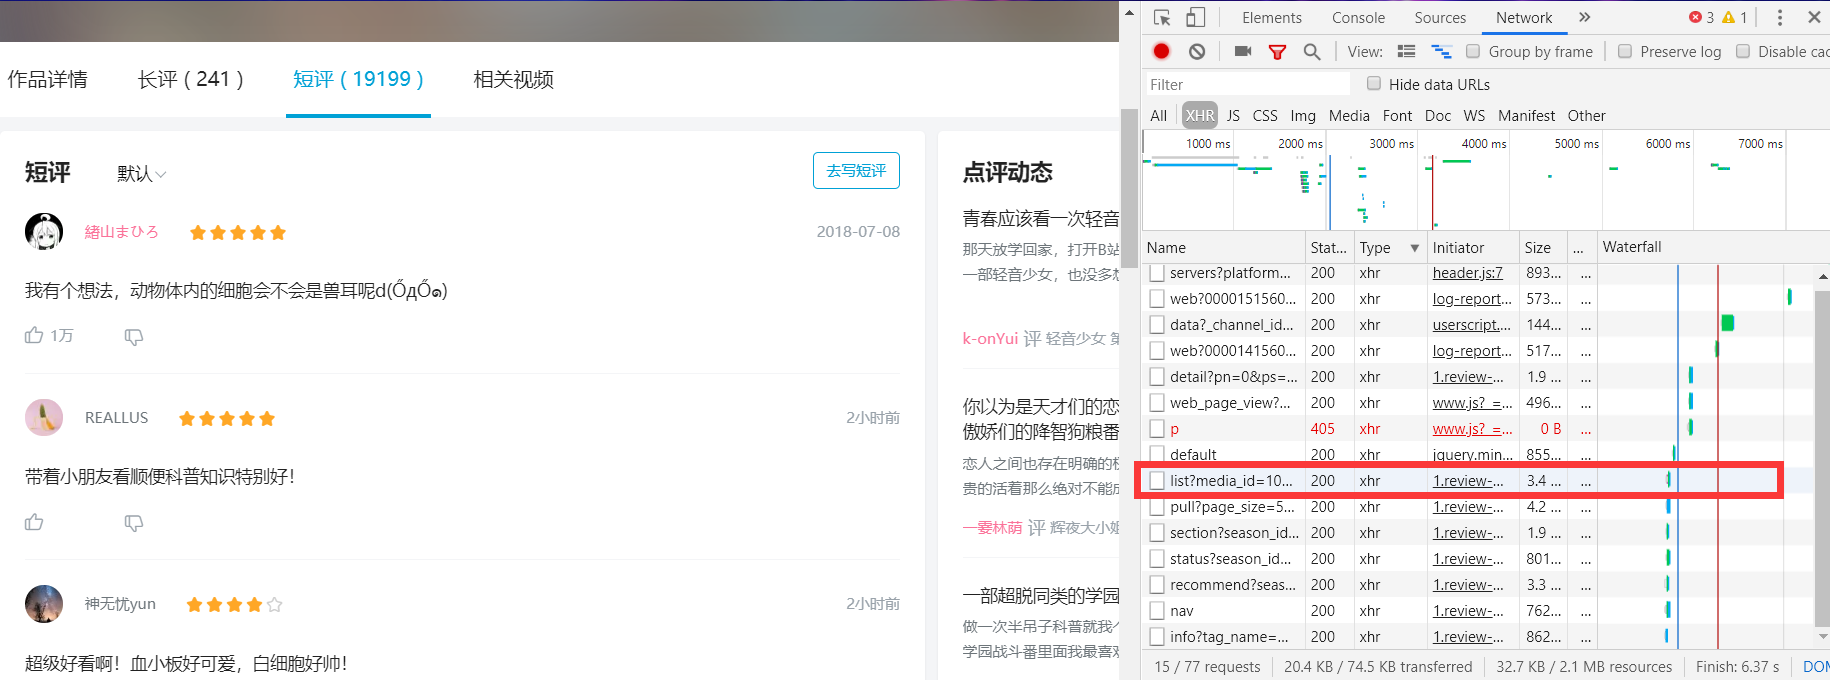 作品详情 长评 ( 241 ) 短评 ( 19199 ) 相关视频
短评 默认 去写短评
緒山まひろ 2018-07-08
我有个想法，动物体内的细胞会不会是兽耳呢d(ŐдŐ๑)
1万
REALLUS 2小时前
带着小朋友看顺便科普知识特别好！
神无忧yun 2小时前
超级好看啊！血小板好可爱，白细胞好帅！
点评动态
青春应该看一次轻音
那天放学回家，打开B站
一部轻音少女，也没多想
k-onYui 评 轻音少女 第
你以为是天才们的恋
傲娇们的降智狗粮番
恋人之间也存在明确的
贵的活着那么绝对不能成
一霎林荫 评 辉夜大小姐
一部超脱同类的学园
做一次半吊子科普就我
学园战斗番里面我最喜欢
Elements Console Sources Network » 3 1
View: Group by frame Preserve log Disable cac
Filter Hide data URLs
All XHR JS CSS Img Media Font Doc WS Manifest Other
1000 ms 2000 ms 3000 ms 4000 ms 5000 ms 6000 ms 7000 ms
Name Stat... Type Initiator Size ... Waterfall
servers?platform... 200 xhr header.js:7 893... ...
web?0000151560... 200 xhr log-report... 573... ...
data?_channel_id... 200 xhr userscript.... 144... ...
web?0000141560... 200 xhr log-report... 517... ...
detail?pn=0&ps=... 200 xhr 1.review-... 1.9 ... ...
web_page_view?... 200 xhr www.js?_=... 496... ...
p 405 xhr www.js?_=... 0 B ...
default 200 xhr jquery.min... 855... ...
list?media_id=10... 200 xhr 1.review-... 3.4 ... ...
pull?page_size=5... 200 xhr 1.review-... 4.2 ... ...
section?season_id... 200 xhr 1.review-... 1.9 ... ...
status?season_id... 200 xhr 1.review-... 801... ...
recommend?seas... 200 xhr 1.review-... 3.3 ... ...
nav 200 xhr 1.review-... 762... ...
info?tag_name=... 200 xhr 1.review-... 862... ...
15 / 77 requests 20.4 KB / 74.5 KB transferred 32.7 KB / 2.1 MB resources Finish: 6.37 s DOM